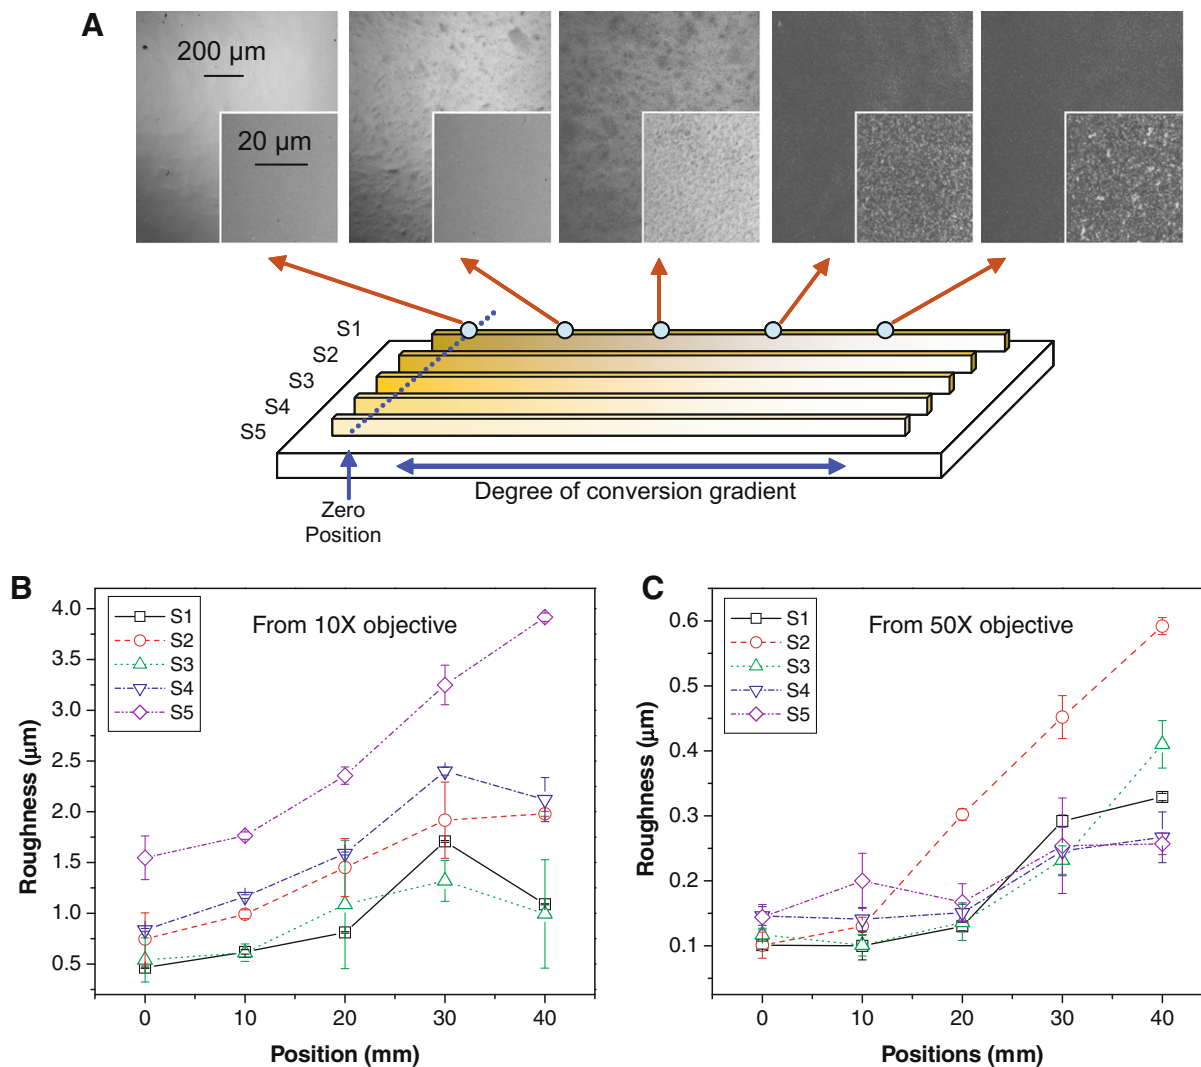 A
200 μm
20 μm
S1
S2
S3
S4
S5
Degree of conversion gradient
Zero
Position
B
S1
S2
S3
S4
S5
From 10X objective
4.0
3.5
3.0
2.5
2.0
1.5
1.0
0.5
Roughness (μm)
0 10 20 30 40
Position (mm)
C
S1
S2
S3
S4
S5
From 50X objective
0.6
0.5
0.4
0.3
0.2
0.1
Roughness (μm)
0 10 20 30 40
Positions (mm)